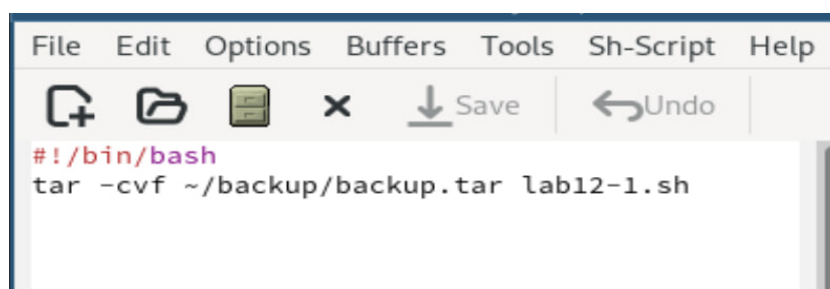 File Edit Options Buffers Tools Sh-Script Help
Save Undo
#!/bin/bash
tar -cvf ~/backup/backup.tar lab12-1.sh